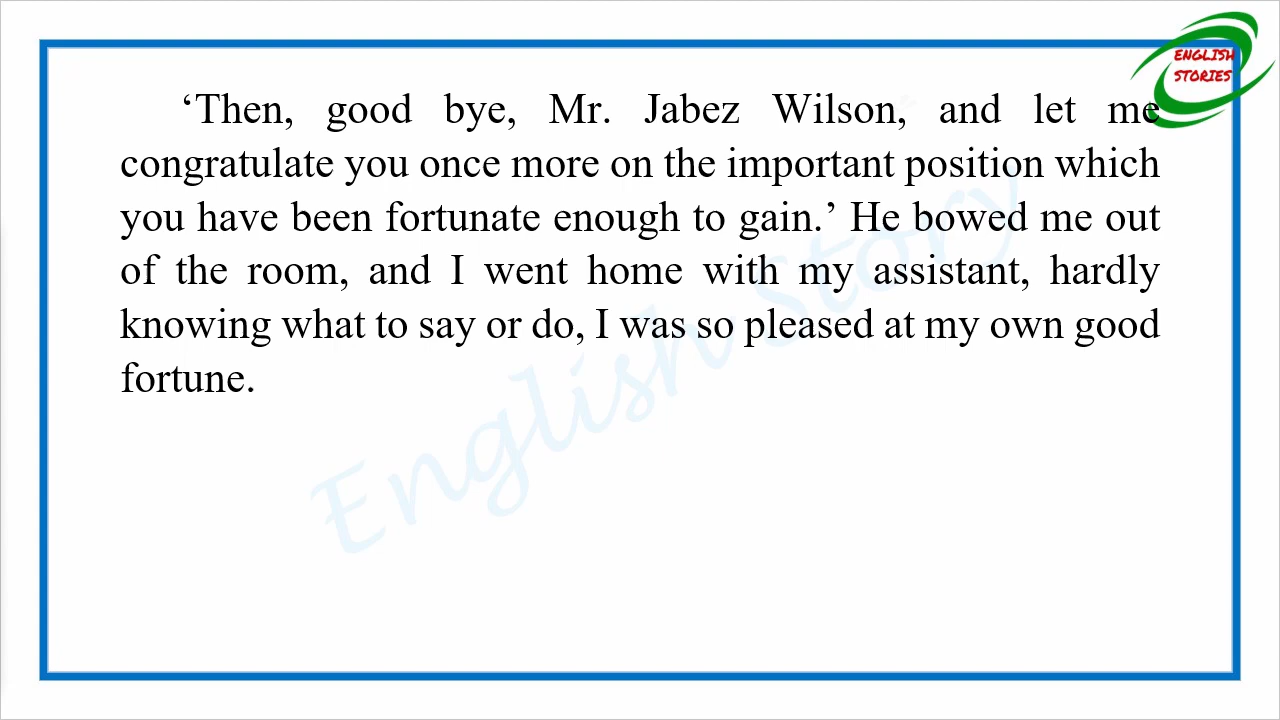 ENGLISH
STORIES
‘Then, good bye, Mr. Jabez Wilson, and let me
congratulate you once more on the important position which
you have been fortunate enough to gain.’ He bowed me out
of the room, and I went home with my assistant, hardly
knowing what to say or do, I was so pleased at my own good
fortune.
English Story